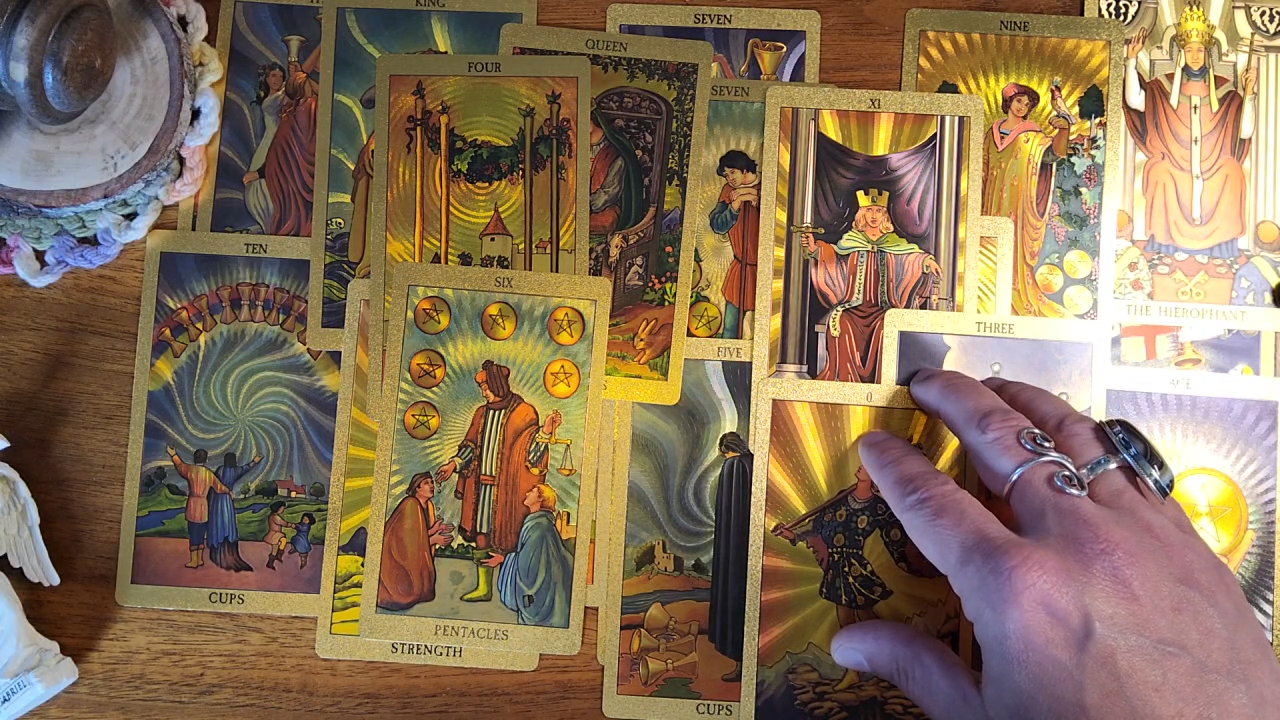 KING
SEVEN
NINE
QUEEN
FOUR
SEVEN
XI
TEN
SIX
THE HIEROPHANT
THREE
FIVE
ACE
0
CUPS
PENTACLES
STRENGTH
CUPS
GABRIEL